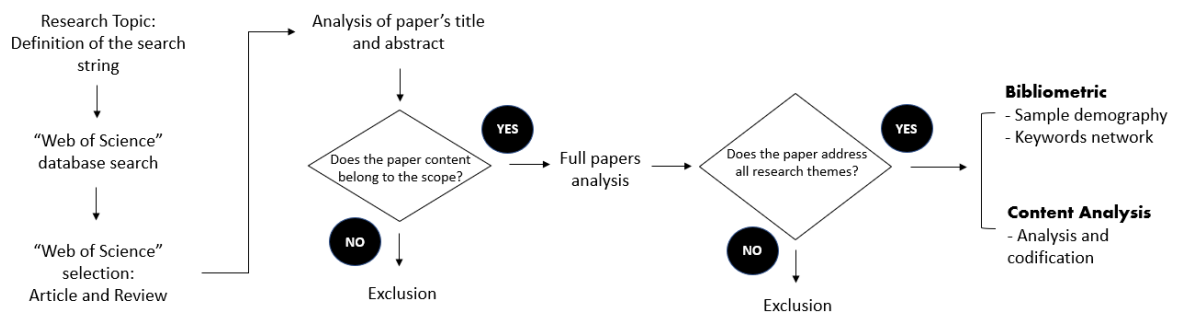 Research Topic:
Definition of the search
string
“Web of Science”
database search
“Web of Science”
selection:
Article and Review
Analysis of paper’s title
and abstract
Does the paper content
belong to the scope?
YES
NO
Exclusion
Full papers
analysis
Does the paper address
all research themes?
YES
NO
Exclusion
Bibliometric
- Sample demography
- Keywords network
Content Analysis
- Analysis and
codification